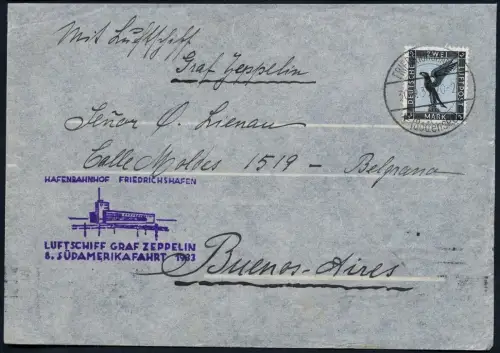 Mit Luftschiff
Graf Zeppelin
ZWEI
DEUTSCHE
FLUGPOST
MARK
Señor O. Lienau
Calle Moldes 1519 - Belgrano
HAFENBAHNHOF FRIEDRICHSHAFEN
LUFTSCHIFF GRAF ZEPPELIN
8. SÜDAMERIKAFAHRT 1933
Buenos-Aires